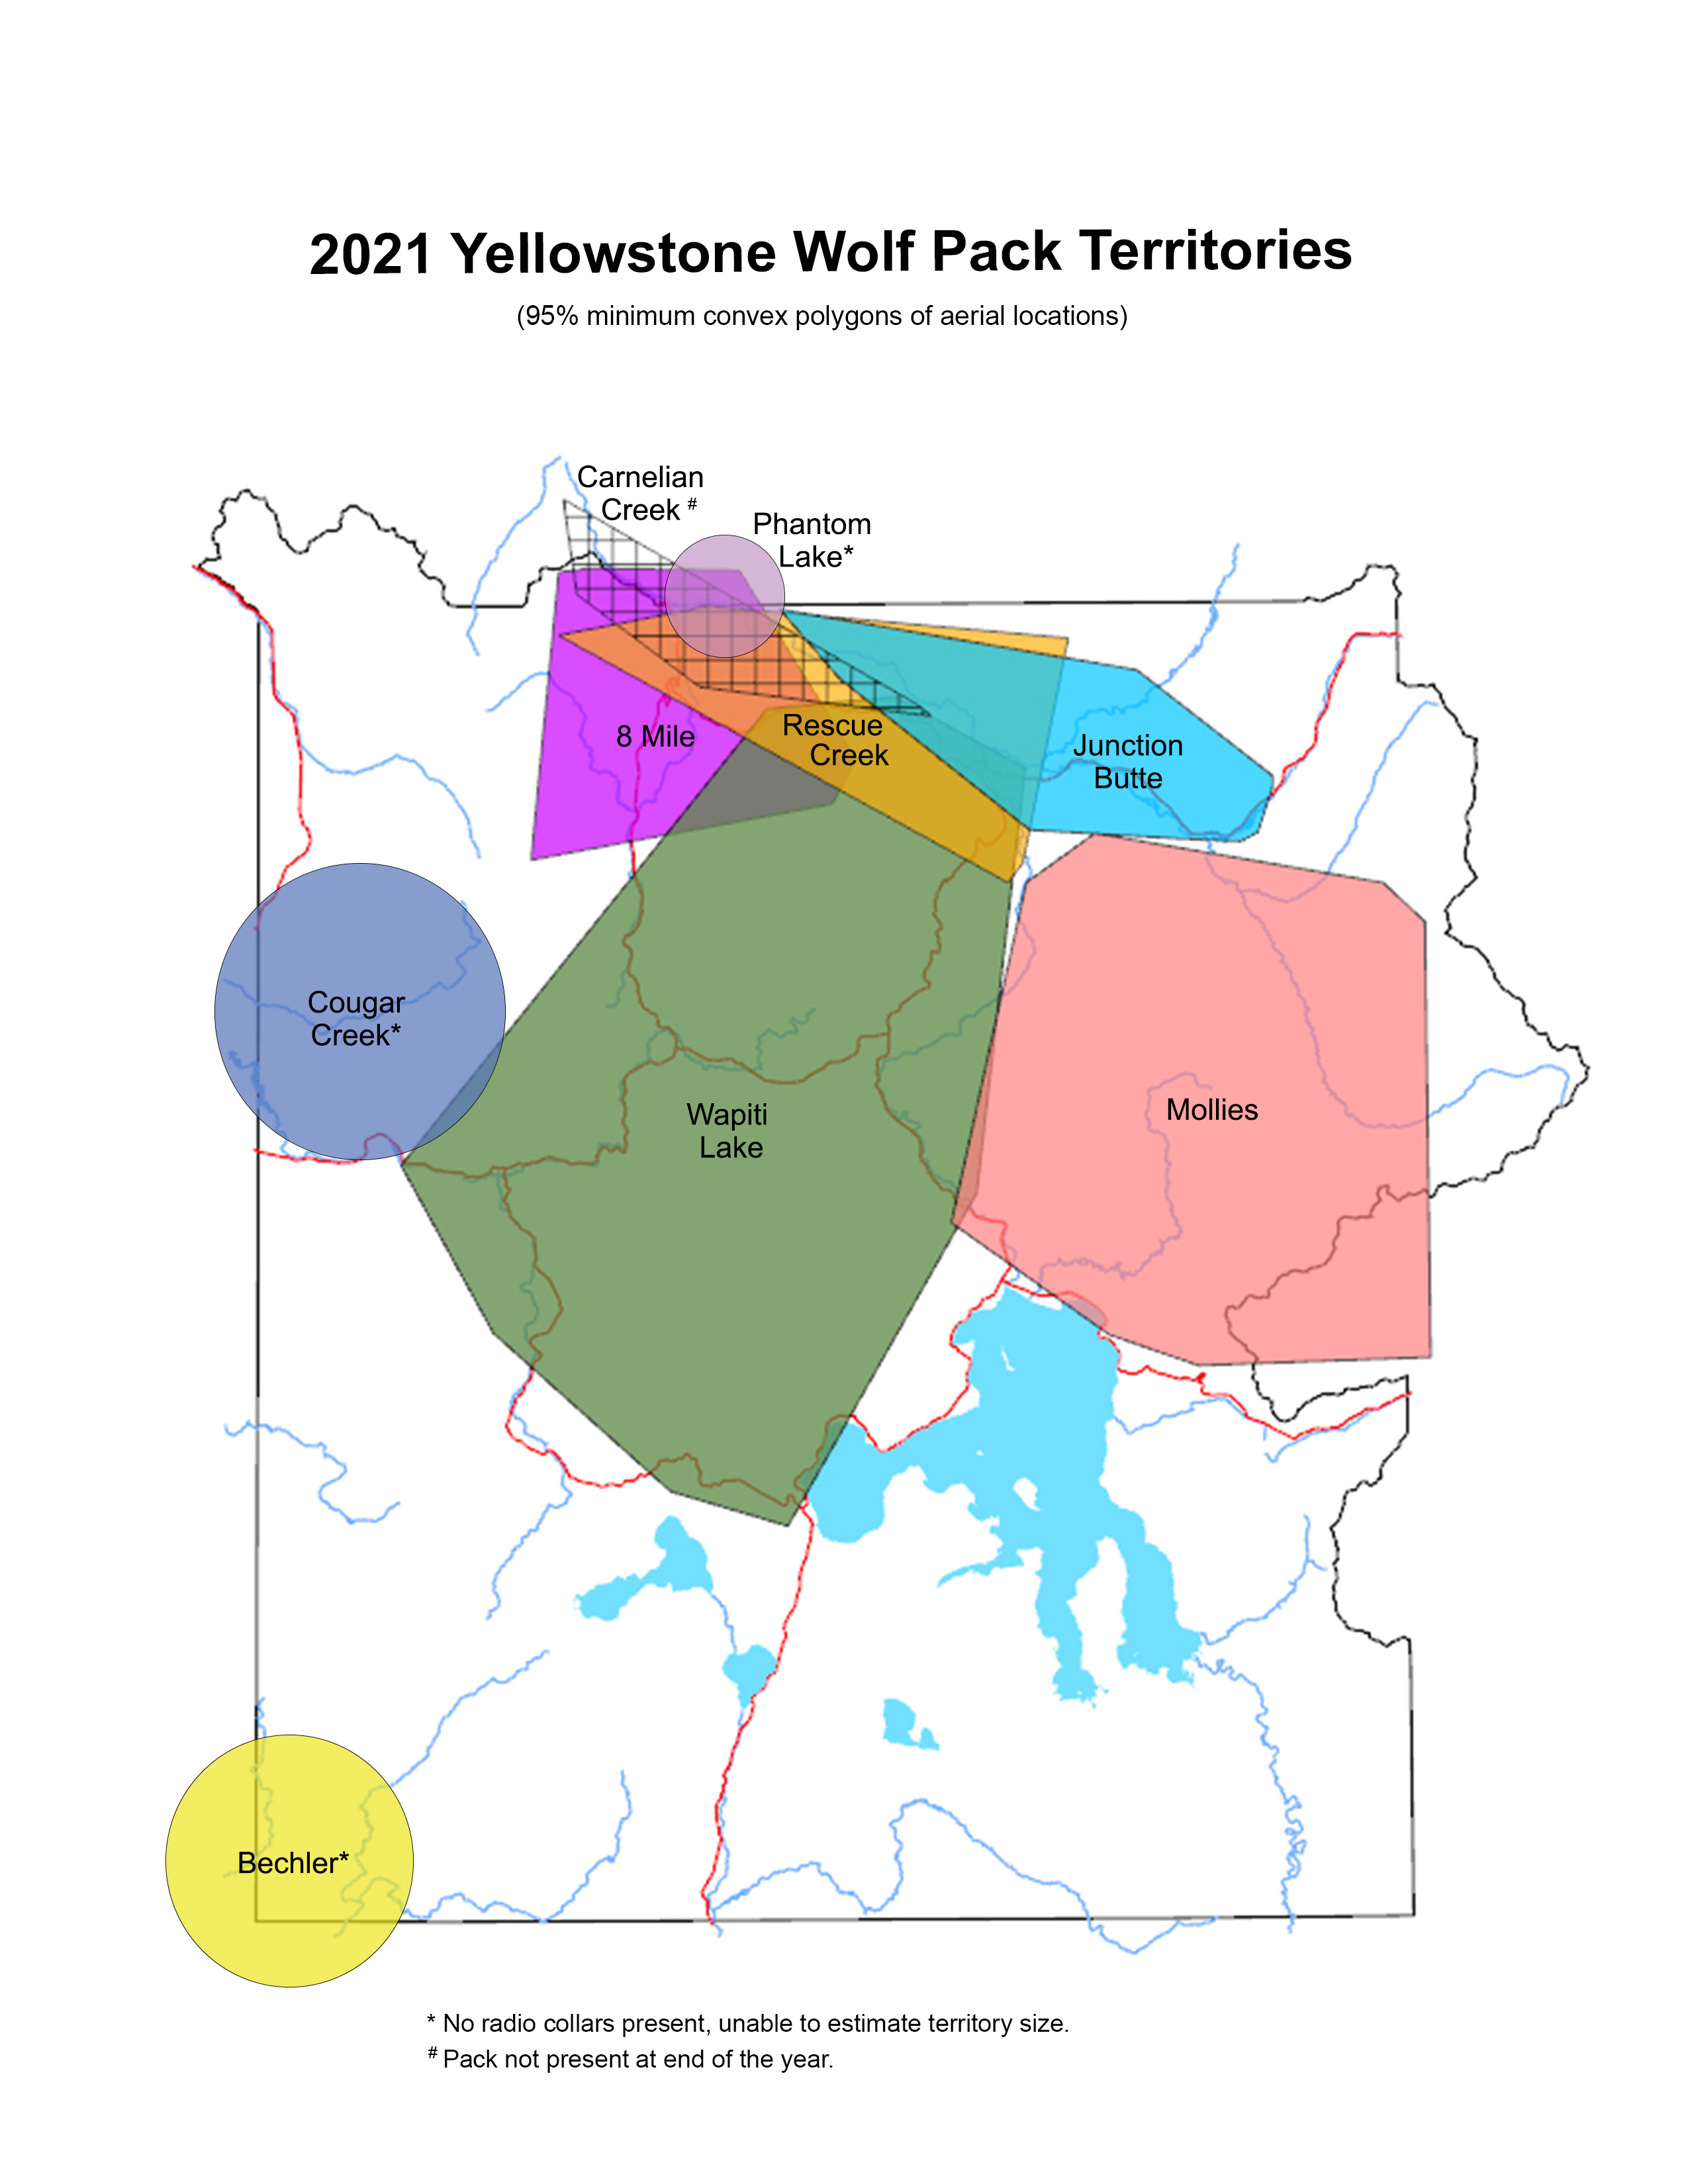 2021 Yellowstone Wolf Pack Territories
(95% minimum convex polygons of aerial locations)
Carnelian
Creek #
Phantom
Lake*
8 Mile
Rescue
Creek
Junction
Butte
Cougar
Creek*
Wapiti
Lake
Mollies
Bechler*
* No radio collars present, unable to estimate territory size.
# Pack not present at end of the year.